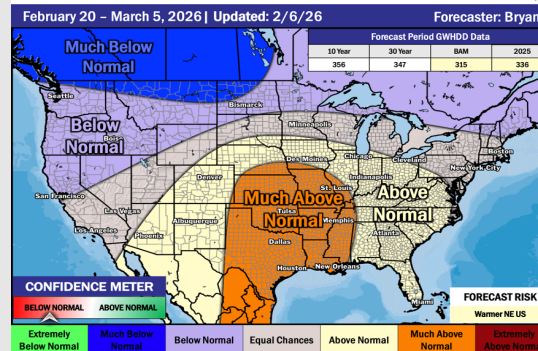 February 20 – March 5, 2026 | Updated: 2/6/26
Forecaster: Bryan
Forecast Period GWHDD Data
10 Year 30 Year BAM 2025
356 347 315 336
Much Below
Normal
Seattle
Bismarck
Minneapolis
Below
Normal
Boise
Boston
Des Moines
Chicago
Cleveland
New York City
Denver
Indianapolis
San Francisco
St. Louis
Much Above
Normal
Above
Normal
Las Vegas
Tulsa
Memphis
Los Angeles
Albuquerque
Phoenix
Atlanta
Dallas
Houston
New Orleans
Miami
CONFIDENCE METER
BELOW NORMAL
ABOVE NORMAL
FORECAST RISK
Warmer NE US
Extremely
Below Normal
Much Below
Normal
Below Normal
Equal Chances
Above Normal
Much Above
Normal
Extremely
Above Normal